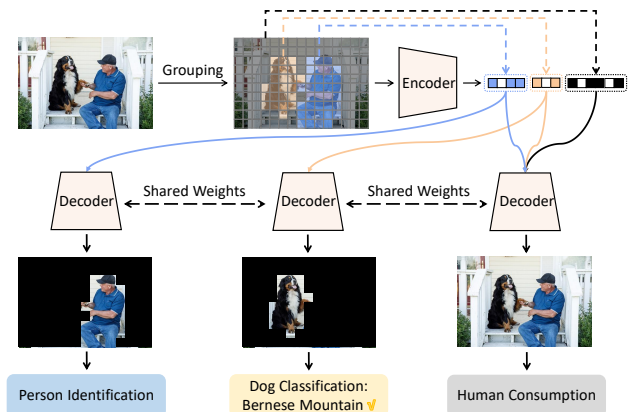 Grouping
Encoder
Shared Weights
Shared Weights
Decoder
Decoder
Decoder
Person Identification
Dog Classification:
Bernese Mountain
Human Consumption